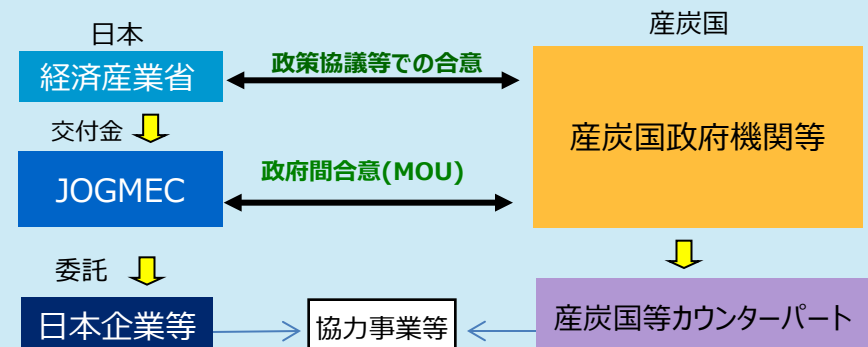 日本
産炭国
経済産業省
政策協議等での合意
交付金
産炭国政府機関等
JOGMEC
政府間合意(MOU)
委託
日本企業等
協力事業等
産炭国等カウンターパート